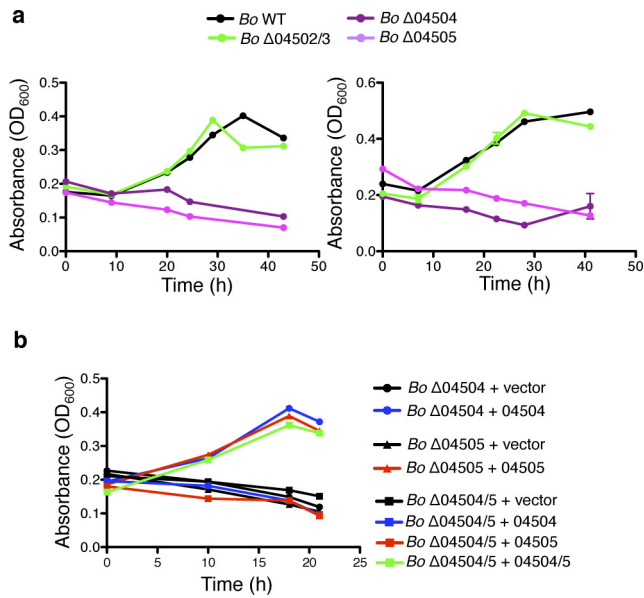 a
Bo WT
Bo Δ04504
Bo Δ04502/3
Bo Δ04505
Absorbance (OD600)
0.5
0.4
0.3
0.2
0.1
0.0
0 10 20 30 40 50
Time (h)
Absorbance (OD600)
0.6
0.4
0.2
0.0
0 10 20 30 40 50
Time (h)
b
Absorbance (OD600)
0.5
0.4
0.3
0.2
0.1
0.0
0 5 10 15 20 25
Time (h)
Bo Δ04504 + vector
Bo Δ04504 + 04504
Bo Δ04505 + vector
Bo Δ04505 + 04505
Bo Δ04504/5 + vector
Bo Δ04504/5 + 04504
Bo Δ04504/5 + 04505
Bo Δ04504/5 + 04504/5